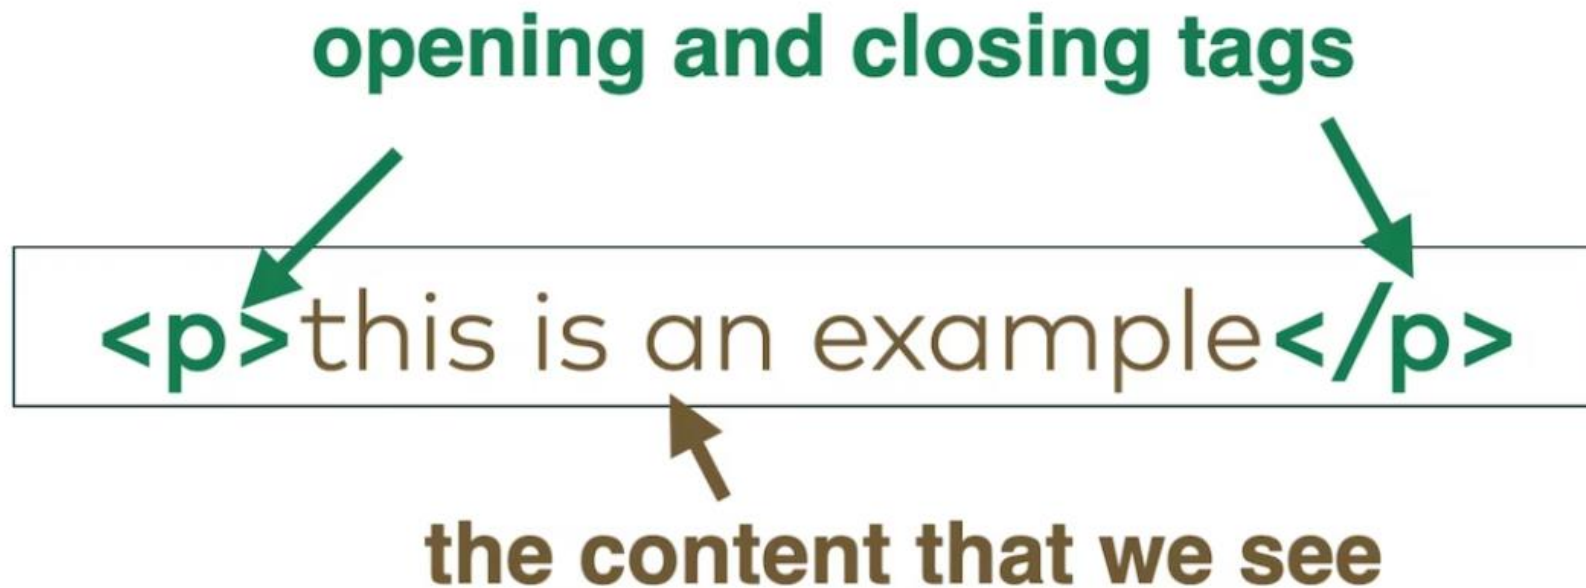 opening and closing tags
<p>this is an example</p>
the content that we see